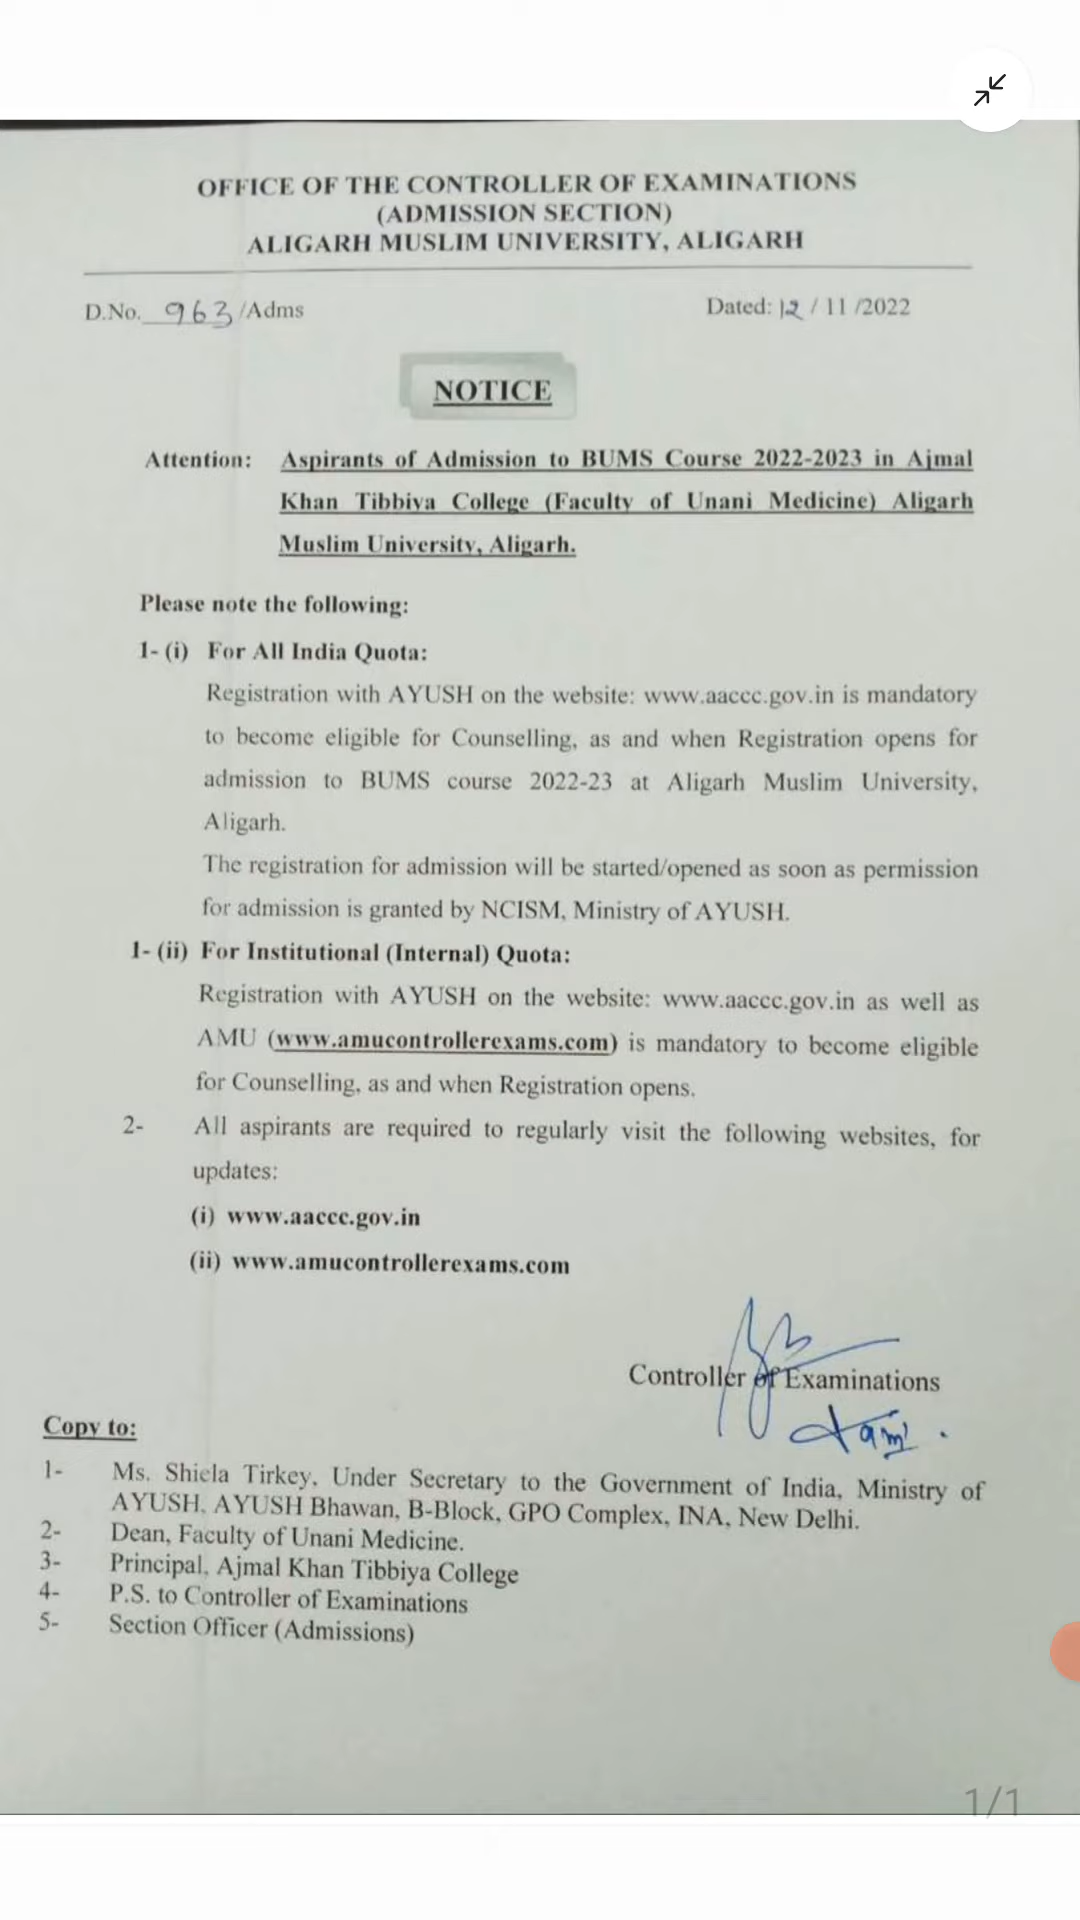 OFFICE OF THE CONTROLLER OF EXAMINATIONS
(ADMISSION SECTION)
ALIGARH MUSLIM UNIVERSITY, ALIGARH
D.No. 963 /Adms Dated: 12 / 11 /2022
NOTICE
Attention: Aspirants of Admission to BUMS Course 2022-2023 in Ajmal
Khan Tibbiya College (Faculty of Unani Medicine) Aligarh
Muslim University, Aligarh.
Please note the following:
1- (i) For All India Quota:
Registration with AYUSH on the website: www.aaccc.gov.in is mandatory
to become eligible for Counselling, as and when Registration opens for
admission to BUMS course 2022-23 at Aligarh Muslim University,
Aligarh.
The registration for admission will be started/opened as soon as permission
for admission is granted by NCISM, Ministry of AYUSH.
1- (ii) For Institutional (Internal) Quota:
Registration with AYUSH on the website: www.aaccc.gov.in as well as
AMU (www.amucontrollerexams.com) is mandatory to become eligible
for Counselling, as and when Registration opens.
2- All aspirants are required to regularly visit the following websites, for
updates:
(i) www.aaccc.gov.in
(ii) www.amucontrollerexams.com
Controller of Examinations
Copy to:
1- Ms. Shiela Tirkey, Under Secretary to the Government of India, Ministry of
AYUSH, AYUSH Bhawan, B-Block, GPO Complex, INA, New Delhi.
2- Dean, Faculty of Unani Medicine.
3- Principal, Ajmal Khan Tibbiya College
4- P.S. to Controller of Examinations
5- Section Officer (Admissions)
1/1